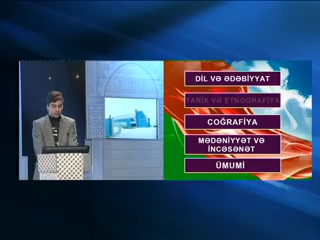 DİL VƏ ƏDƏBİYYAT
TARİX VƏ ETNOQRAFİYA
COĞRAFİYA
MƏDƏNİYYƏT VƏ
İNCƏSƏNƏT
ÜMUMİ